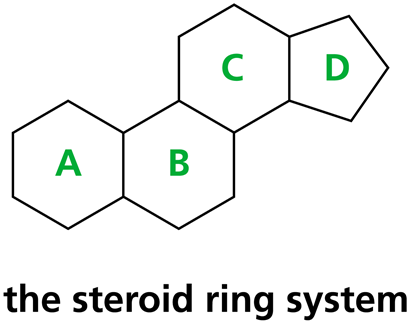 C D
A B
the steroid ring system